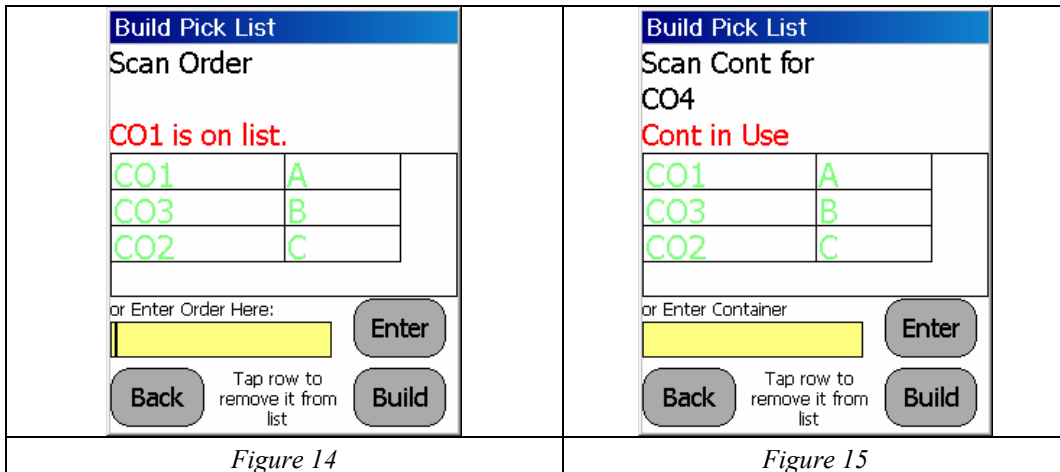 Build Pick List
Scan Order
CO1 is on list.
CO1 A
CO3 B
CO2 C
or Enter Order Here:
Enter
Back
Tap row to
remove it from
list
Build
Figure 14
Build Pick List
Scan Cont for
CO4
Cont in Use
CO1 A
CO3 B
CO2 C
or Enter Container
Enter
Back
Tap row to
remove it from
list
Build
Figure 15